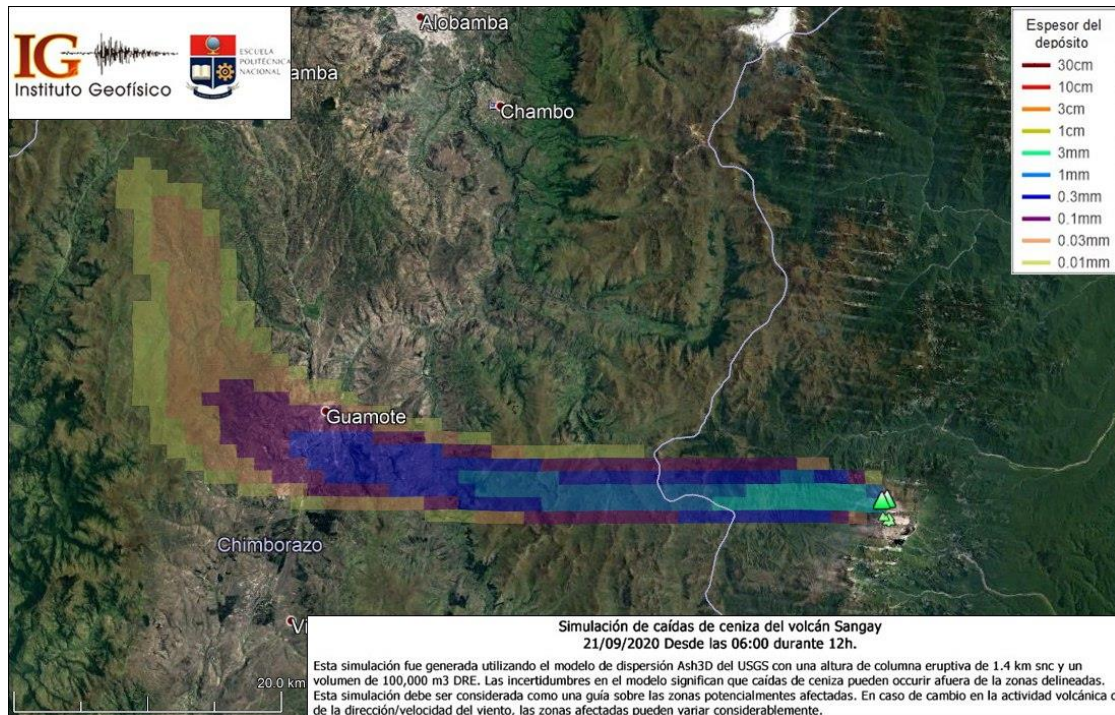 IG
Instituto Geofísico
ESCUELA
POLITÉCNICA
NACIONAL
Alobamba
amba
Chambo
Guamote
Chimborazo
Vi
20.0 km
Espesor del
depósito
30cm
10cm
3cm
1cm
3mm
1mm
0.3mm
0.1mm
0.03mm
0.01mm
Simulación de caídas de ceniza del volcán Sangay
21/09/2020 Desde las 06:00 durante 12h.
Esta simulación fue generada utilizando el modelo de dispersión Ash3D del USGS con una altura de columna eruptiva de 1.4 km snc y un
volumen de 100,000 m3 DRE. Las incertidumbres en el modelo significan que caídas de ceniza pueden occurir afuera de la zonas delineadas.
Esta simulación debe ser considerada como una guía sobre las zonas potencialmentes afectadas. En caso de cambio en la actividad volcánica o
de la dirección/velocidad del viento, las zonas afectadas pueden variar considerablemente.